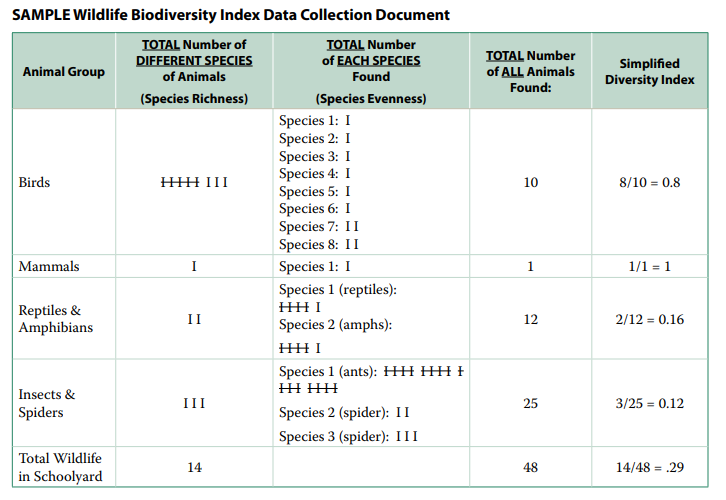 SAMPLE Wildlife Biodiversity Index Data Collection Document
Animal Group
TOTAL Number of
DIFFERENT SPECIES
of Animals
(Species Richness)
TOTAL Number
of EACH SPECIES
Found
(Species Evenness)
TOTAL Number
of ALL Animals
Found:
Simplified
Diversity Index
Birds
IIIII III
Species 1: I
Species 2: I
Species 3: I
Species 4: I
Species 5: I
Species 6: I
Species 7: II
Species 8: II
10
8/10 = 0.8
Mammals
I
Species 1: I
1
1/1 = 1
Reptiles &
Amphibians
II
Species 1 (reptiles):
IIII I
Species 2 (amphs):
IIII I
12
2/12 = 0.16
Insects &
Spiders
III
Species 1 (ants): IIII IIII I
III IIII
Species 2 (spider): II
Species 3 (spider): III
25
3/25 = 0.12
Total Wildlife
in Schoolyard
14
48
14/48 = .29